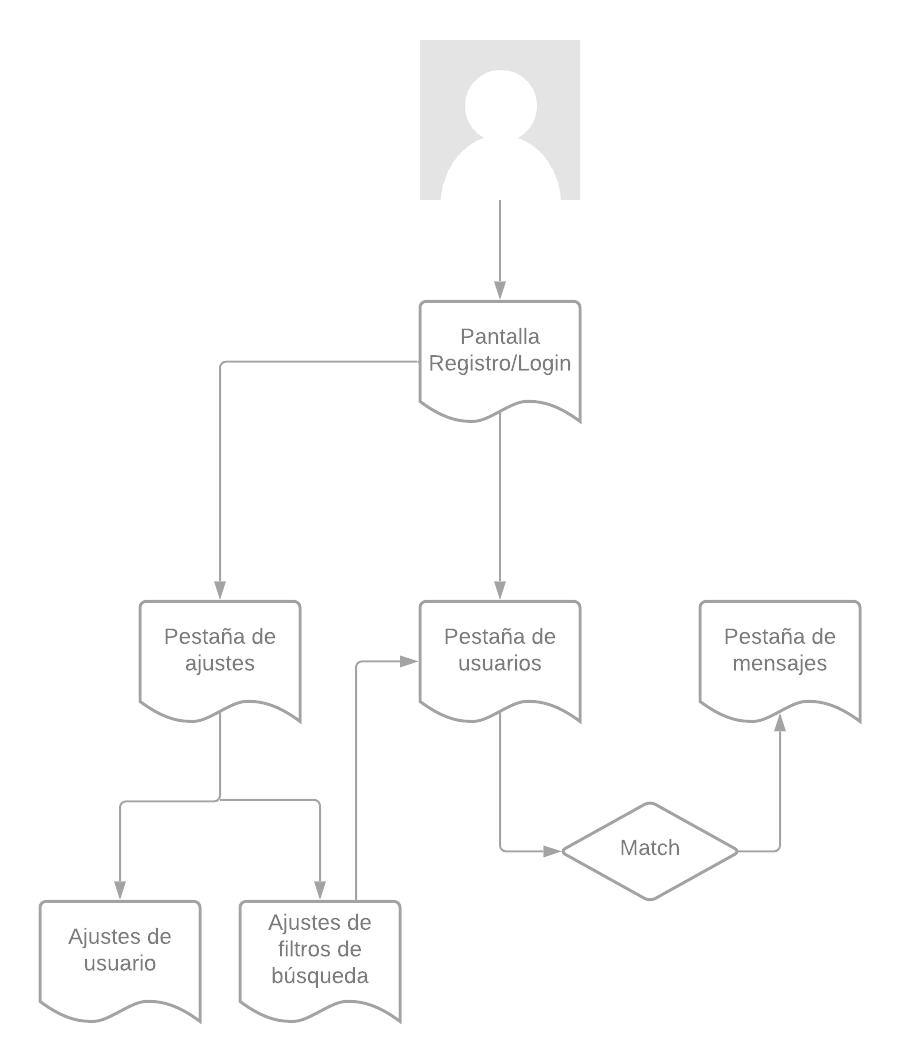 Pantalla
Registro/Login
Pestaña de
ajustes
Pestaña de
usuarios
Pestaña de
mensajes
Match
Ajustes de
usuario
Ajustes de
filtros de
búsqueda